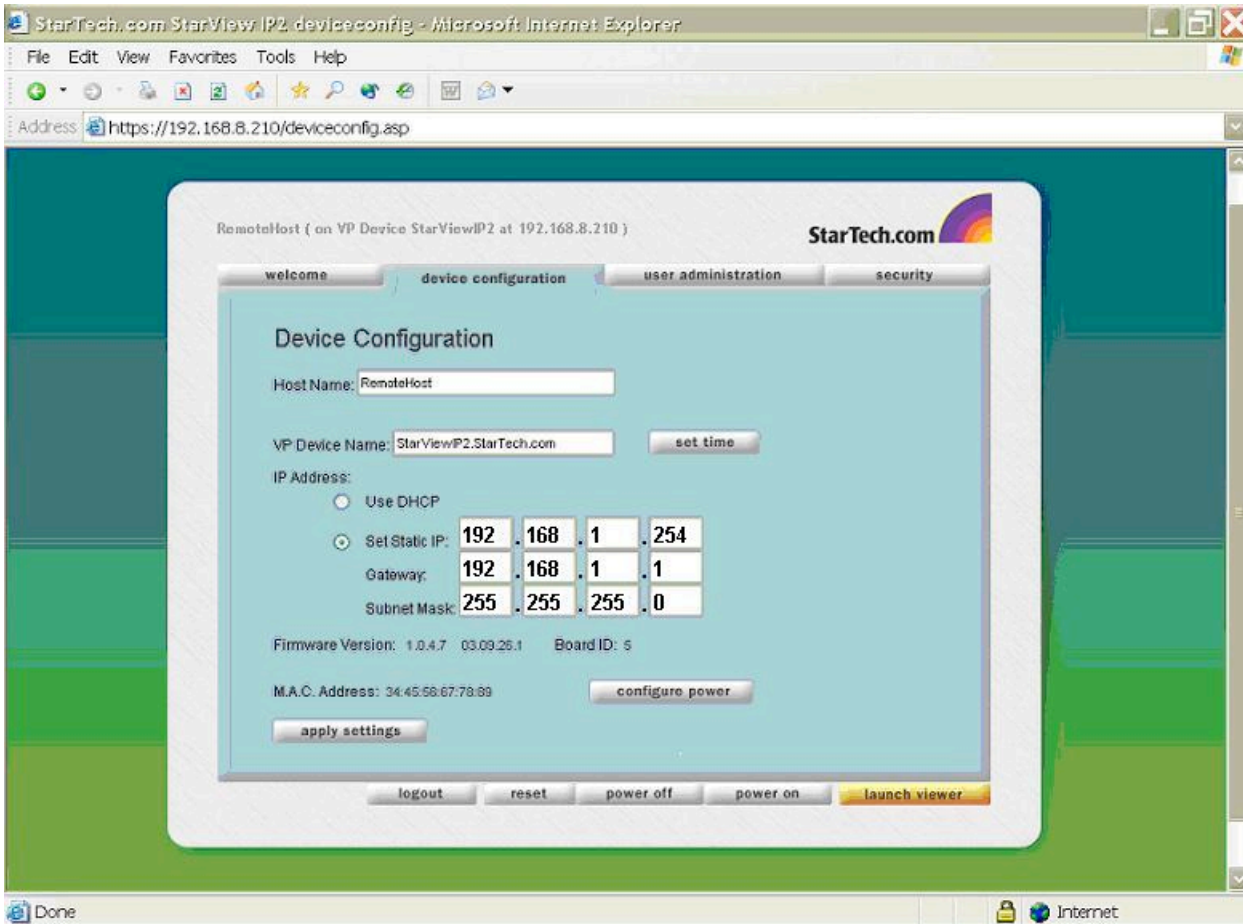 StarTech.com StarView IP2 deviceconfig - Microsoft Internet Explorer
File Edit View Favorites Tools Help
Address https://192.168.8.210/deviceconfig.asp
RemoteHost ( on VP Device StarViewIP2 at 192.168.8.210 )
StarTech.com
welcome device configuration user administration security
Device Configuration
Host Name: RemoteHost
VP Device Name: StarViewIP2.StarTech.com set time
IP Address:
Use DHCP
Set Static IP: 192 . 168 . 1 . 254
Gateway: 192 . 168 . 1 . 1
Subnet Mask: 255 . 255 . 255 . 0
Firmware Version: 1.0.4.7 03.09.26.1 Board ID: 5
M.A.C. Address: 34:45:56:67:78:89 configure power
apply settings
logout reset power off power on launch viewer
Done Internet